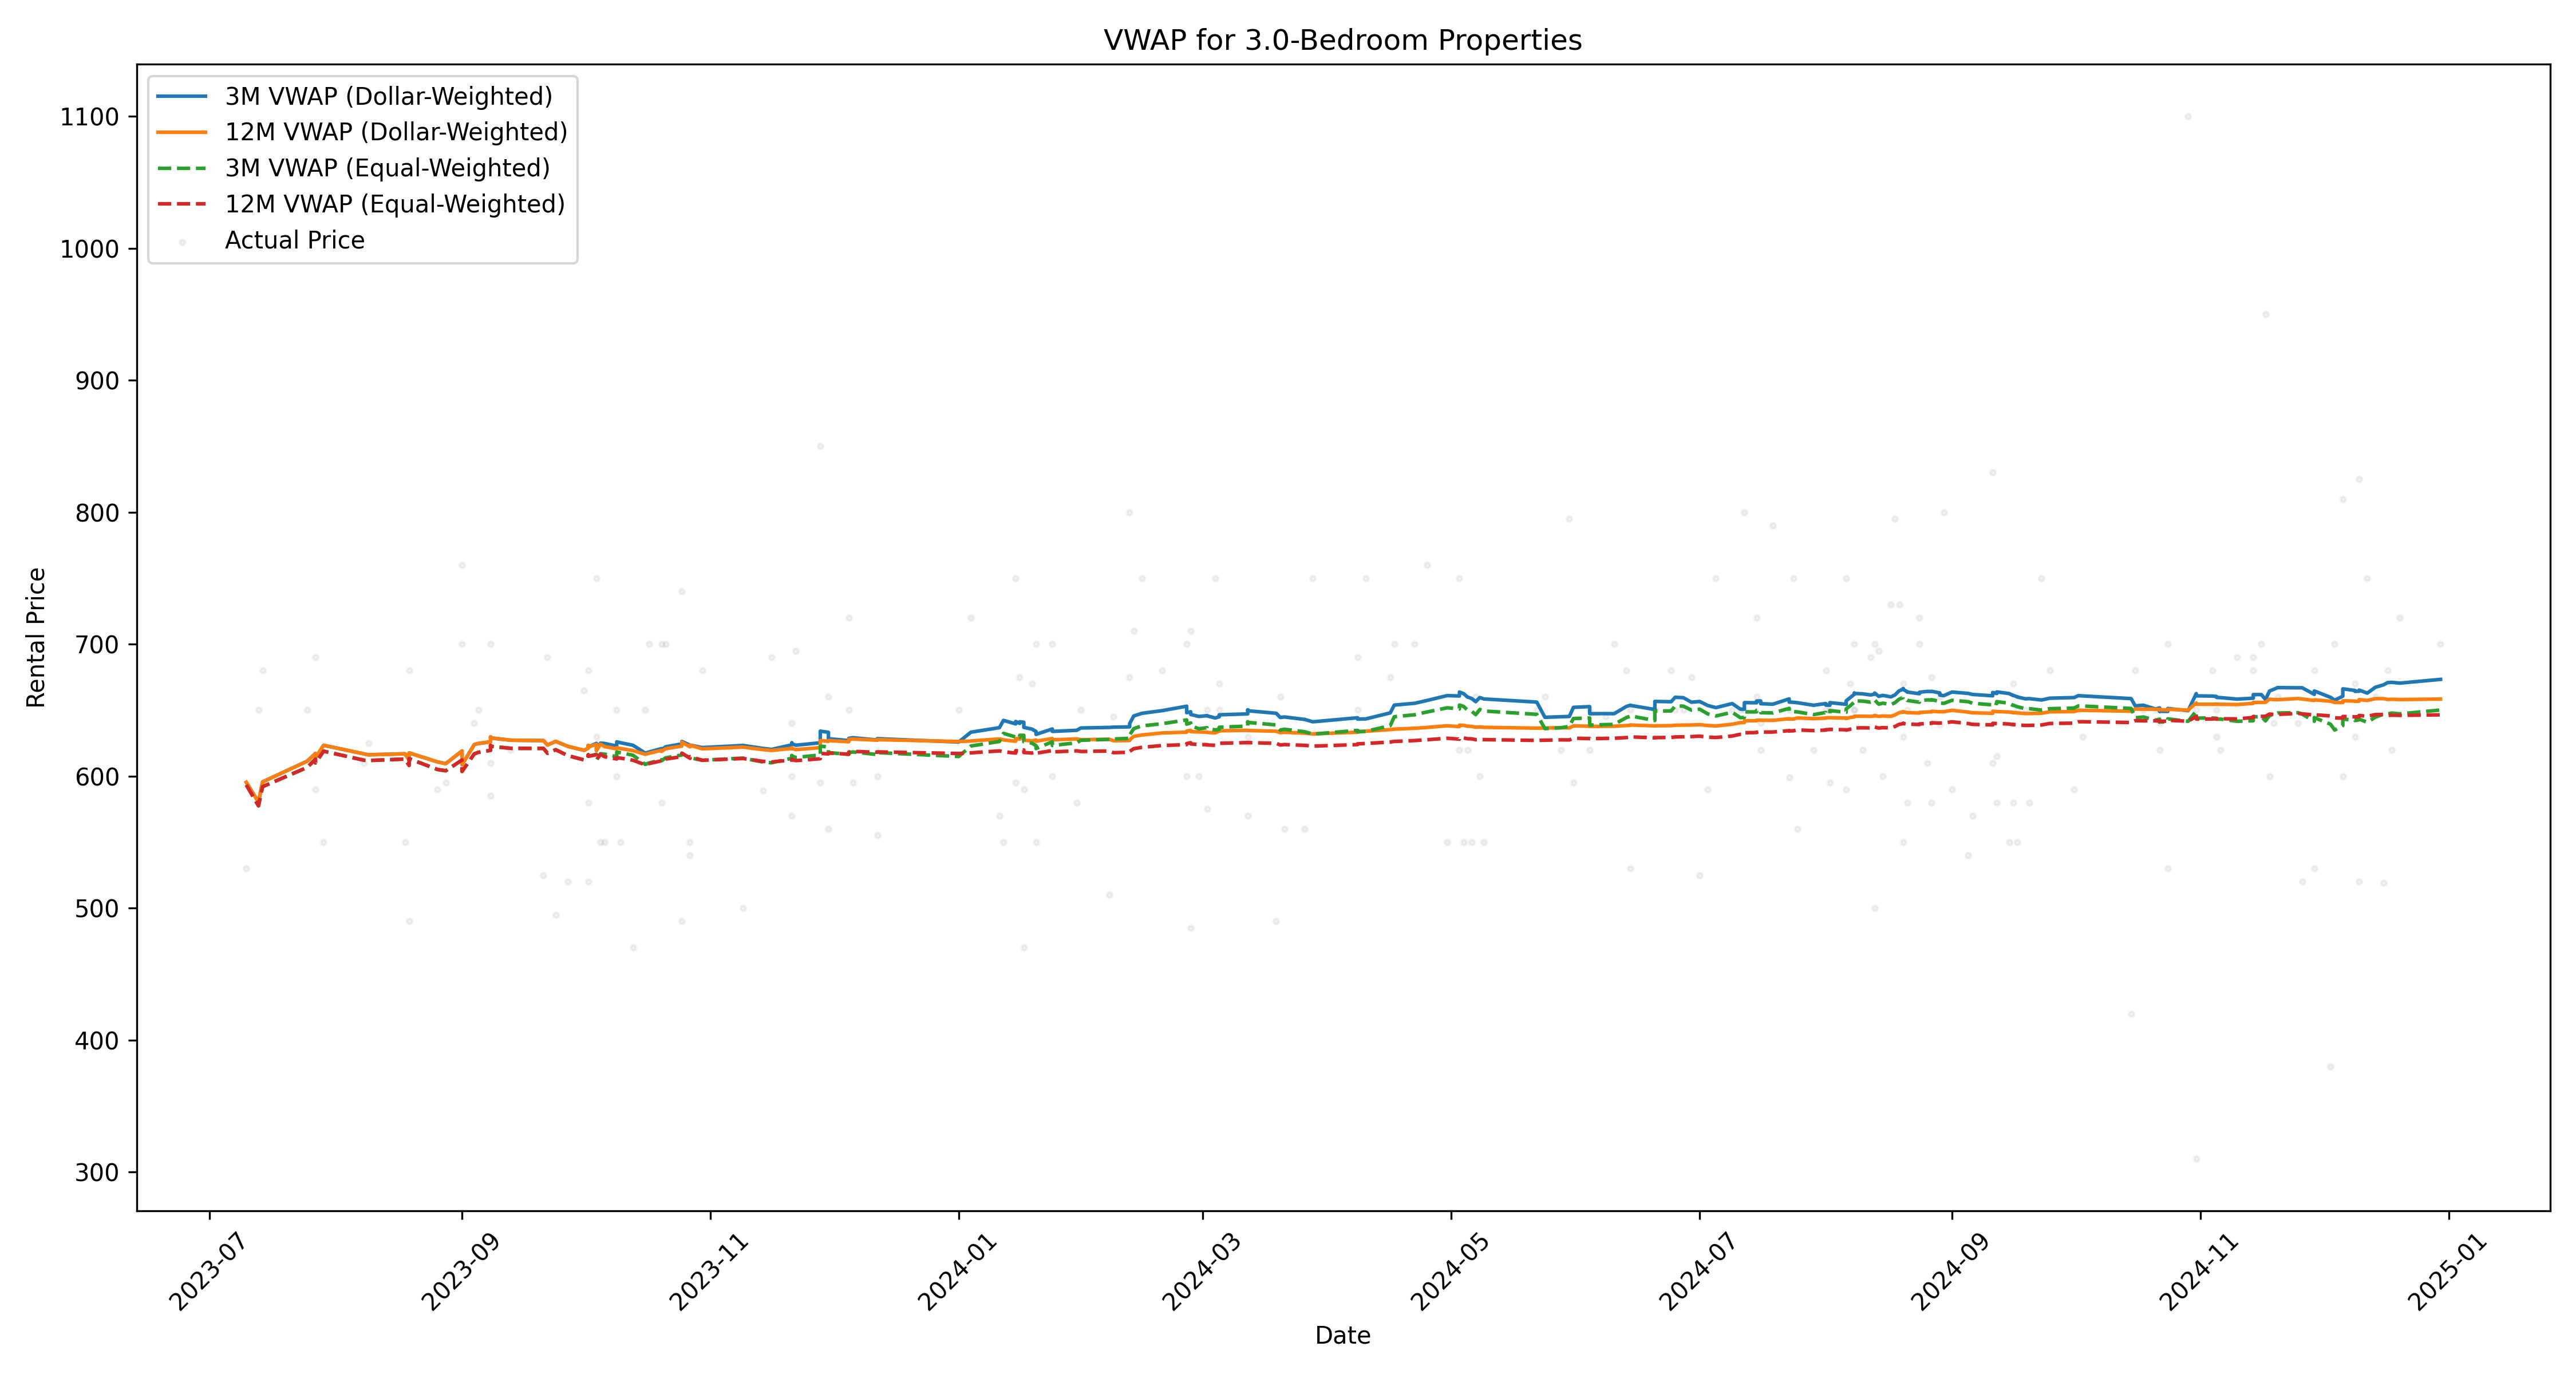 VWAP for 3.0-Bedroom Properties
3M VWAP (Dollar-Weighted)
12M VWAP (Dollar-Weighted)
3M VWAP (Equal-Weighted)
12M VWAP (Equal-Weighted)
Actual Price
1100
1000
900
800
700
600
500
400
300
Rental Price
2023-07
2023-09
2023-11
2024-01
2024-03
2024-05
2024-07
2024-09
2024-11
2025-01
Date